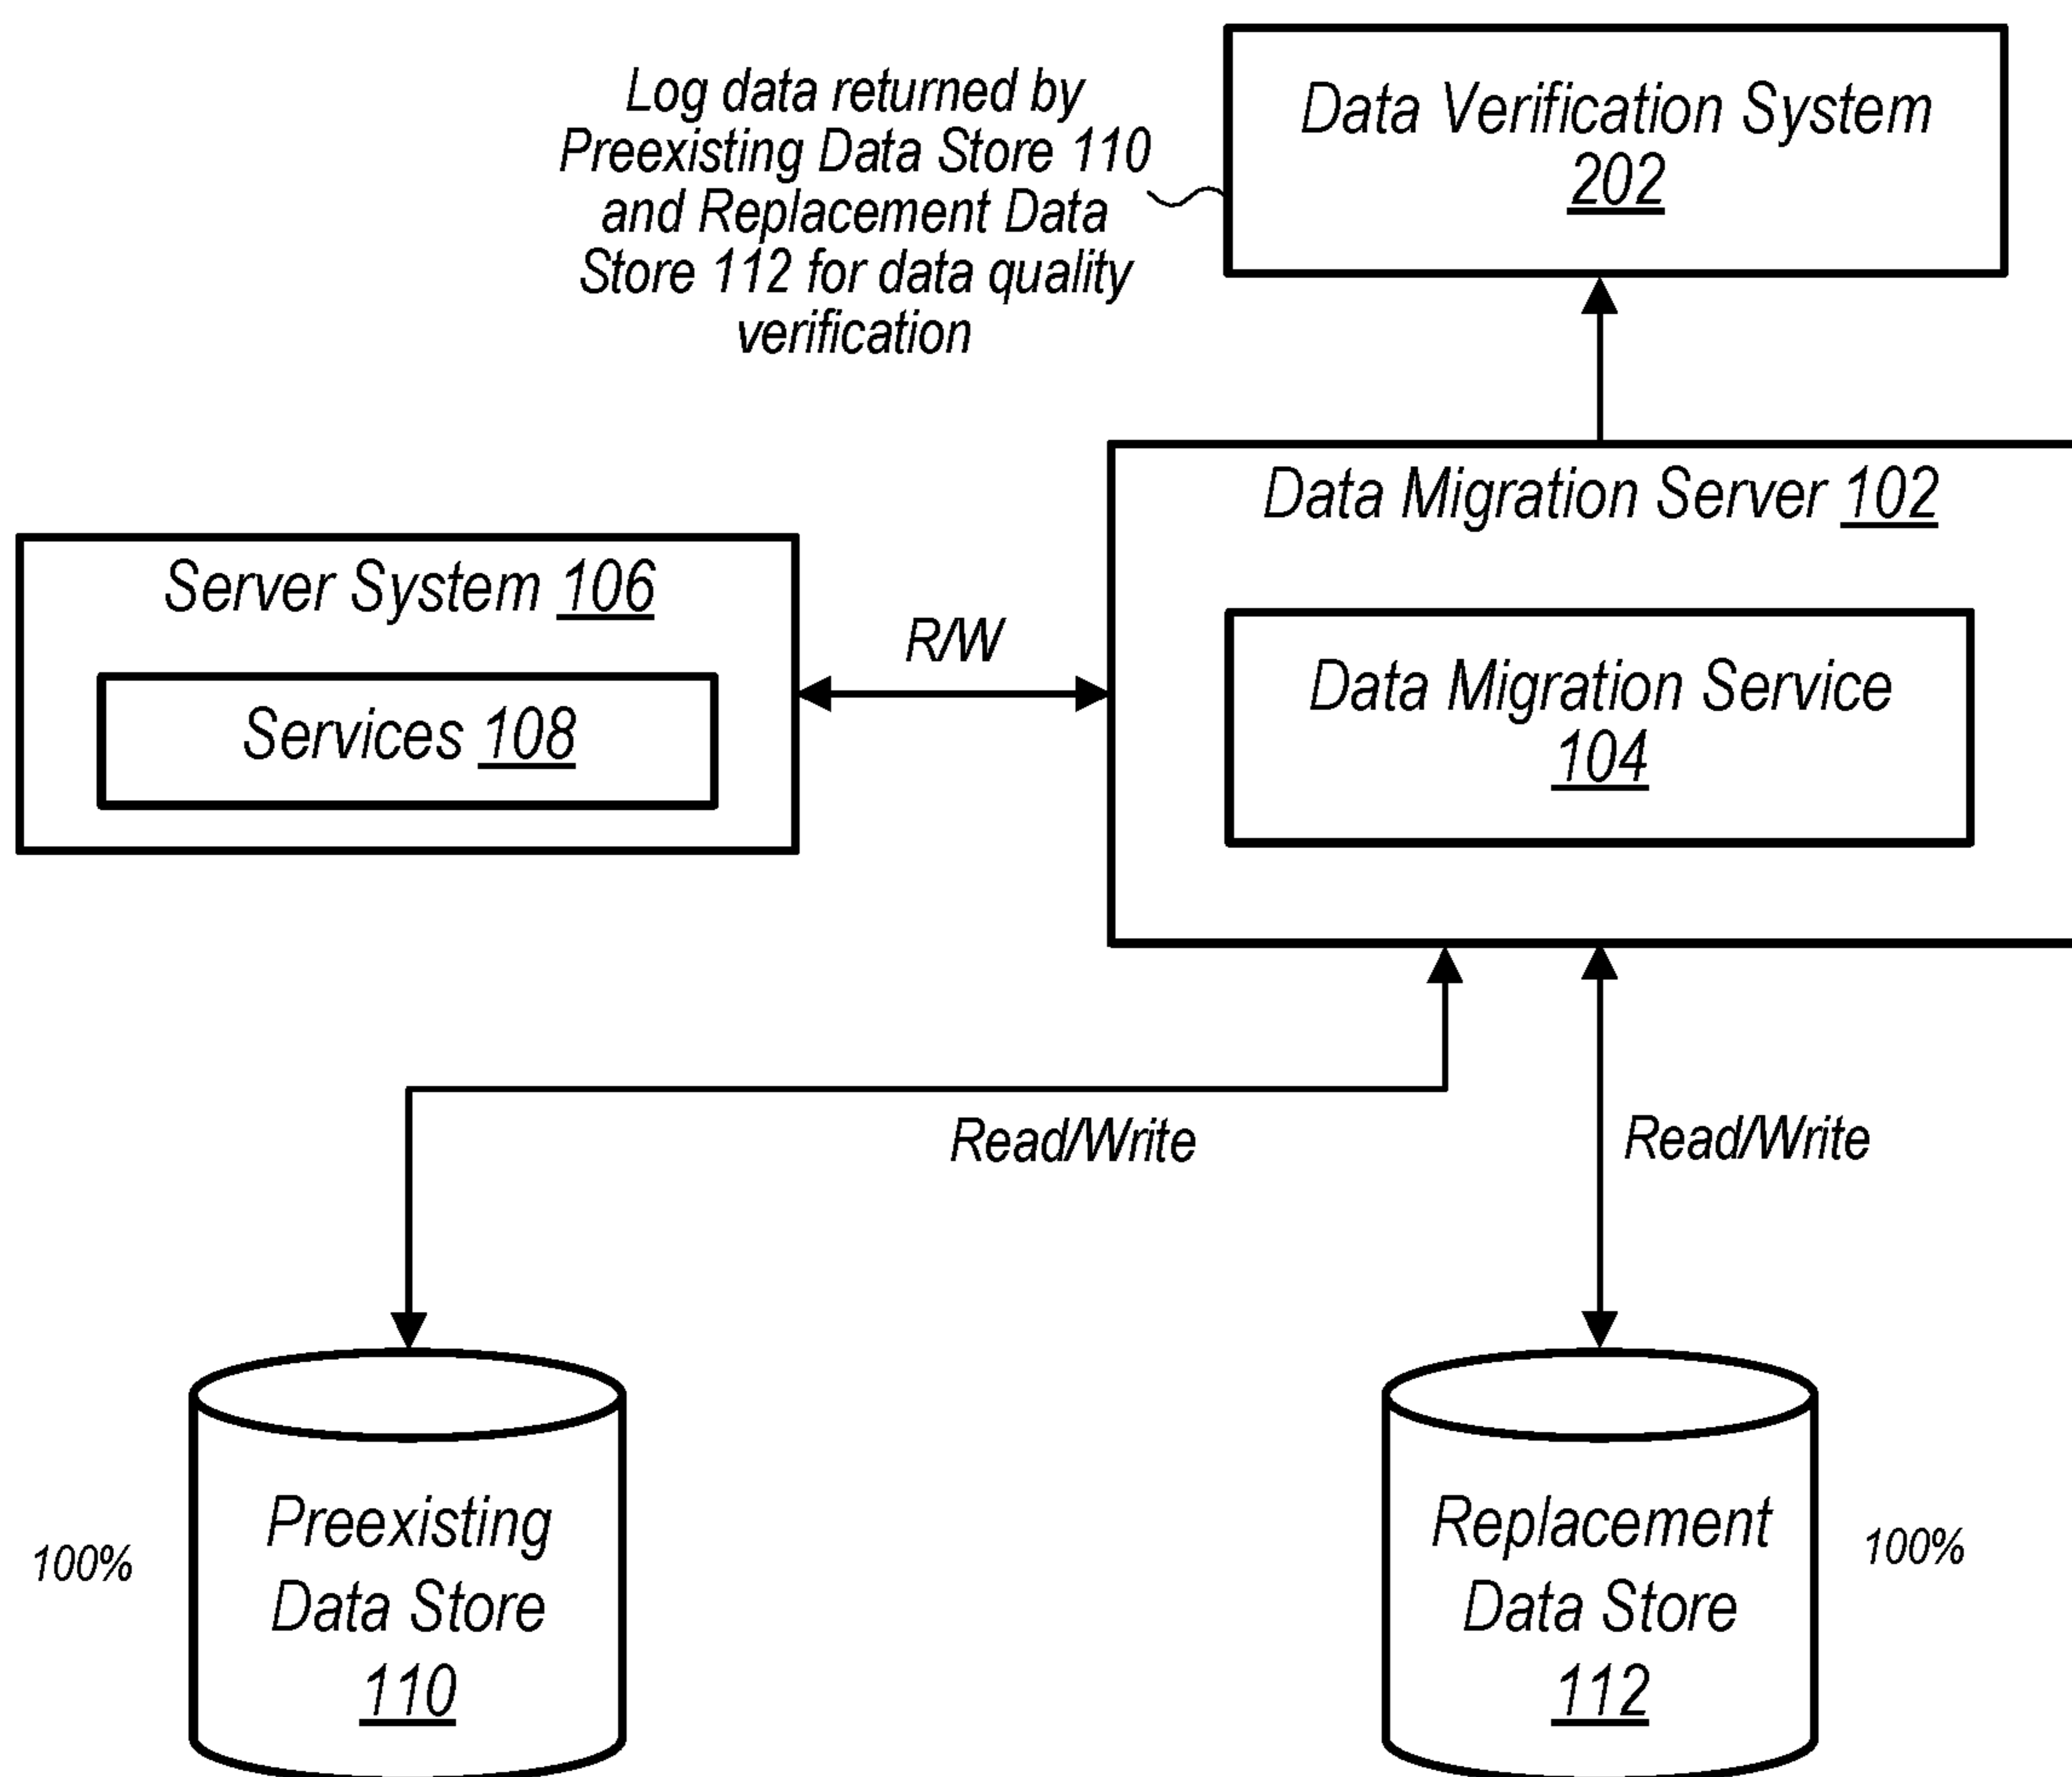 Log data returned by
Preexisting Data Store 110
and Replacement Data
Store 112 for data quality
verification
Data Verification System
202
Data Migration Server 102
Server System 106
R/W
Data Migration Service
104
Services 108
Read/Write
Read/Write
Preexisting
Data Store
110
100%
Replacement
Data Store
112
100%